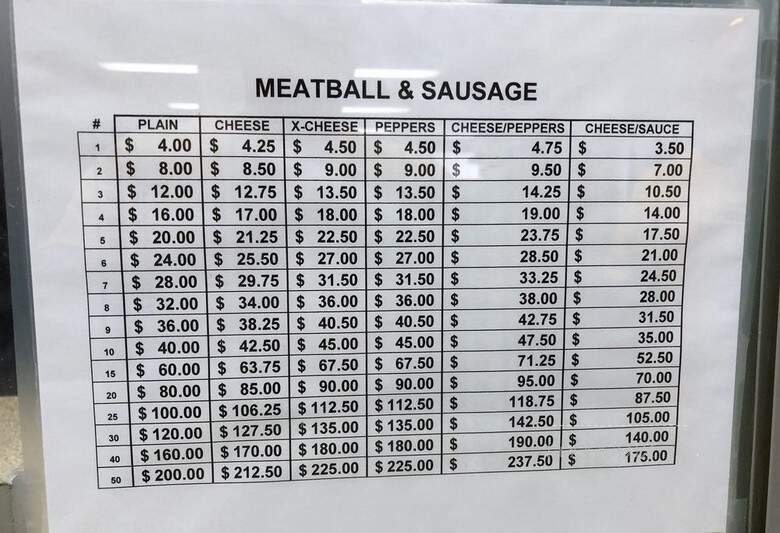 MEATBALL & SAUSAGE
# PLAIN CHEESE X-CHEESE PEPPERS CHEESE/PEPPERS CHEESE/SAUCE
1 $ 4.00 $ 4.25 $ 4.50 $ 4.50 $ 4.75 $ 3.50
2 $ 8.00 $ 8.50 $ 9.00 $ 9.00 $ 9.50 $ 7.00
3 $ 12.00 $ 12.75 $ 13.50 $ 13.50 $ 14.25 $ 10.50
4 $ 16.00 $ 17.00 $ 18.00 $ 18.00 $ 19.00 $ 14.00
5 $ 20.00 $ 21.25 $ 22.50 $ 22.50 $ 23.75 $ 17.50
6 $ 24.00 $ 25.50 $ 27.00 $ 27.00 $ 28.50 $ 21.00
7 $ 28.00 $ 29.75 $ 31.50 $ 31.50 $ 33.25 $ 24.50
8 $ 32.00 $ 34.00 $ 36.00 $ 36.00 $ 38.00 $ 28.00
9 $ 36.00 $ 38.25 $ 40.50 $ 40.50 $ 42.75 $ 31.50
10 $ 40.00 $ 42.50 $ 45.00 $ 45.00 $ 47.50 $ 35.00
15 $ 60.00 $ 63.75 $ 67.50 $ 67.50 $ 71.25 $ 52.50
20 $ 80.00 $ 85.00 $ 90.00 $ 90.00 $ 95.00 $ 70.00
25 $ 100.00 $ 106.25 $ 112.50 $ 112.50 $ 118.75 $ 87.50
30 $ 120.00 $ 127.50 $ 135.00 $ 135.00 $ 142.50 $ 105.00
40 $ 160.00 $ 170.00 $ 180.00 $ 180.00 $ 190.00 $ 140.00
50 $ 200.00 $ 212.50 $ 225.00 $ 225.00 $ 237.50 $ 175.00